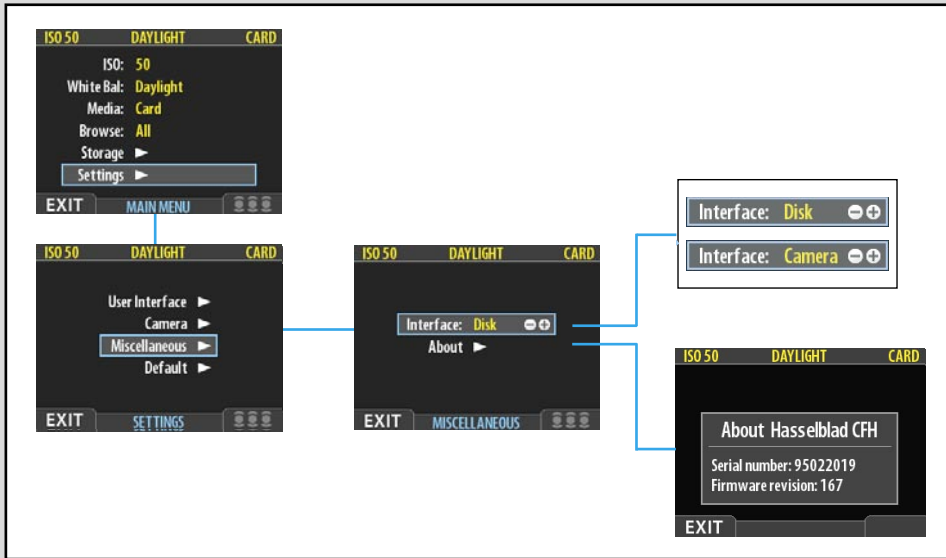 ISO 50 DAYLIGHT CARD
ISO: 50
White Bal: Daylight
Media: Card
Browse: All
Storage
Settings
EXIT MAIN MENU
ISO 50 DAYLIGHT CARD
User Interface
Camera
Miscellaneous
Default
EXIT SETTINGS
ISO 50 DAYLIGHT CARD
Interface: Disk
About
EXIT MISCELLANEOUS
Interface: Disk
Interface: Camera
ISO 50 DAYLIGHT CARD
About Hasselblad CFH
Serial number: 95022019
Firmware revision: 167
EXIT